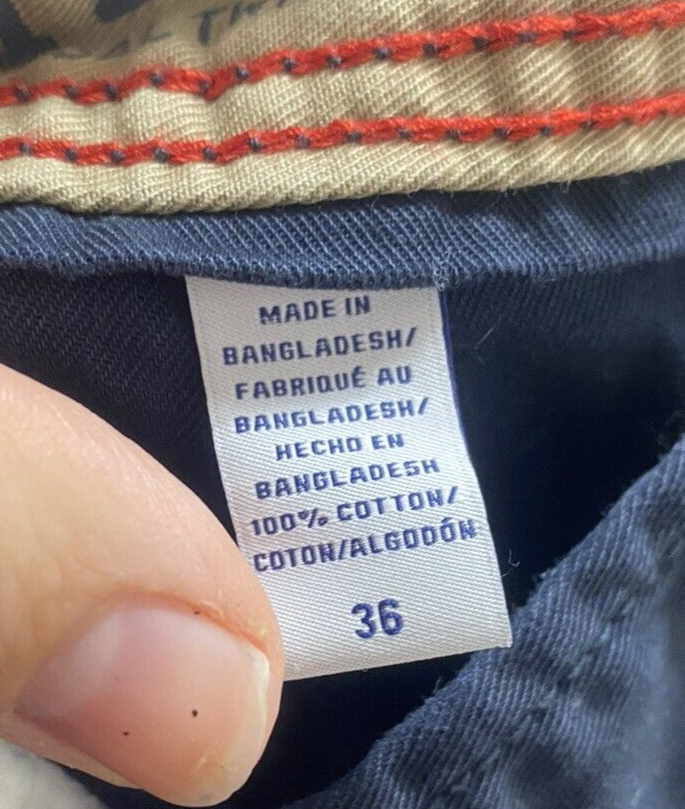 MADE IN
BANGLADESH/
FABRIQUÉ AU
BANGLADESH/
HECHO EN
BANGLADESH
100% COTTON/
COTON/ALGODÓN
36